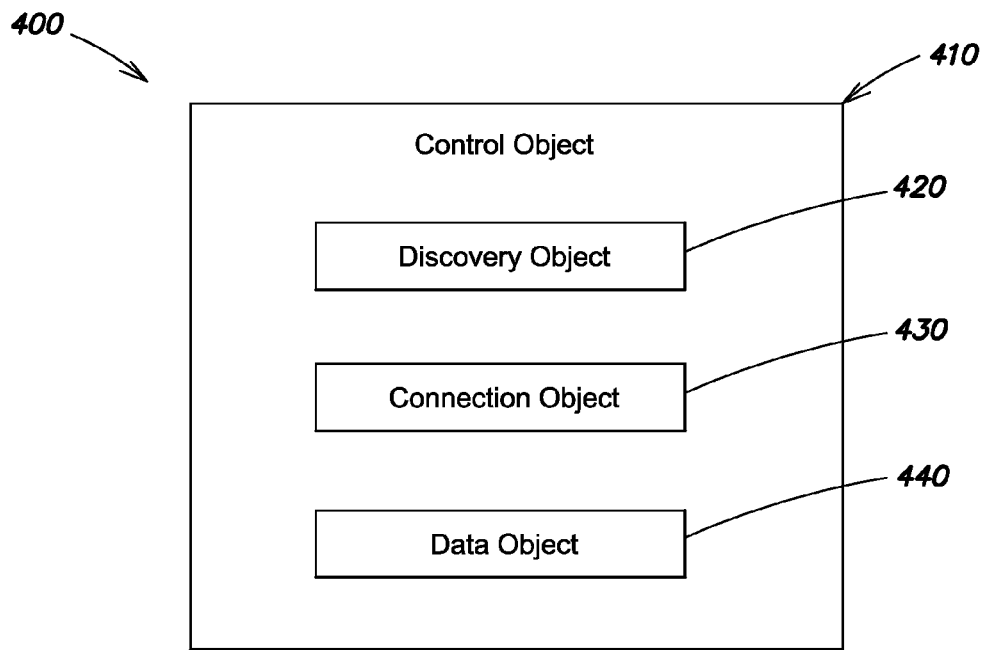 400
410
Control Object
420
Discovery Object
430
Connection Object
440
Data Object